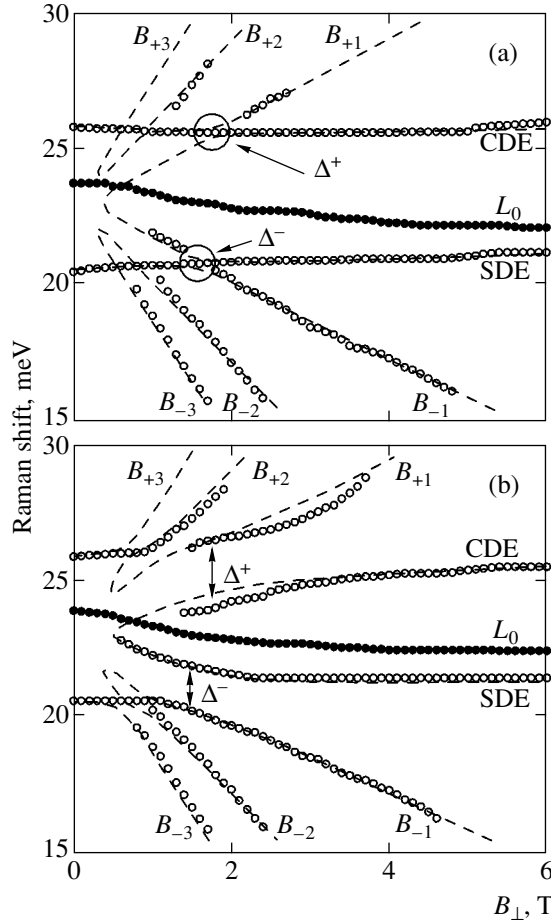 30
B₊₃
B₊₂
B₊₁
(a)
25
CDE
Δ⁺
L₀
Δ⁻
20
SDE
B₋₃
B₋₂
B₋₁
15
Raman shift, meV
30
B₊₃
B₊₂
B₊₁
(b)
CDE
Δ⁺
25
L₀
Δ⁻
SDE
20
B₋₃
B₋₂
B₋₁
15
0 2 4 6
B⊥, T